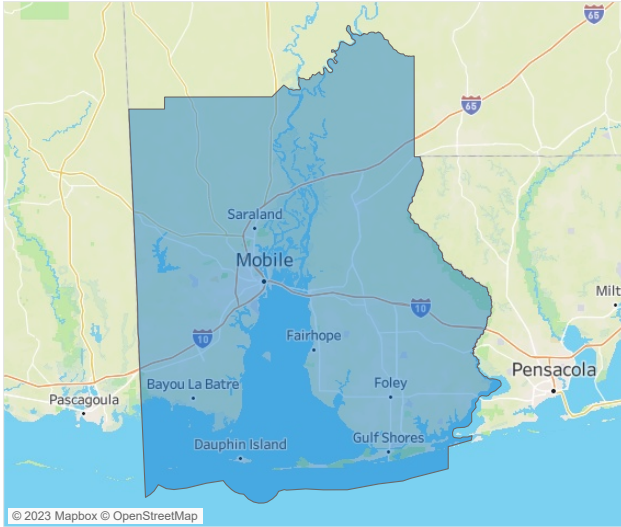 65
65
Saraland
Mobile
10
Milt
10
Fairhope
Pensacola
Bayou La Batre
Foley
Pascagoula
Gulf Shores
Dauphin Island
© 2023 Mapbox © OpenStreetMap